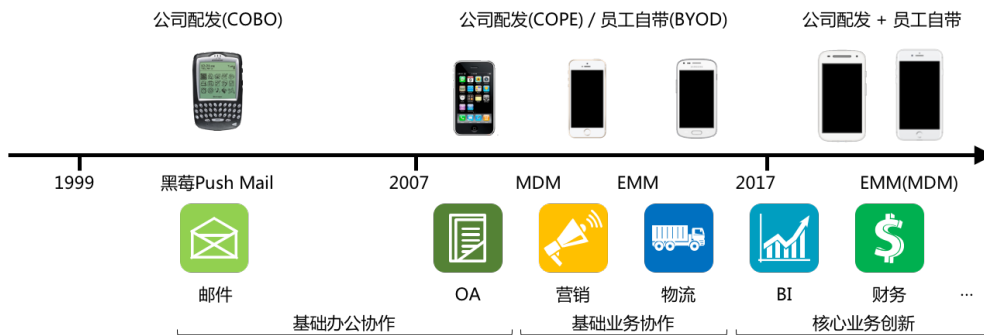 公司配发(COBO)
公司配发(COPE) / 员工自带(BYOD)
公司配发 + 员工自带
1999
黑莓Push Mail
2007
MDM
EMM
2017
EMM(MDM)
邮件
OA
营销
物流
BI
财务
...
基础办公协作
基础业务协作
核心业务创新